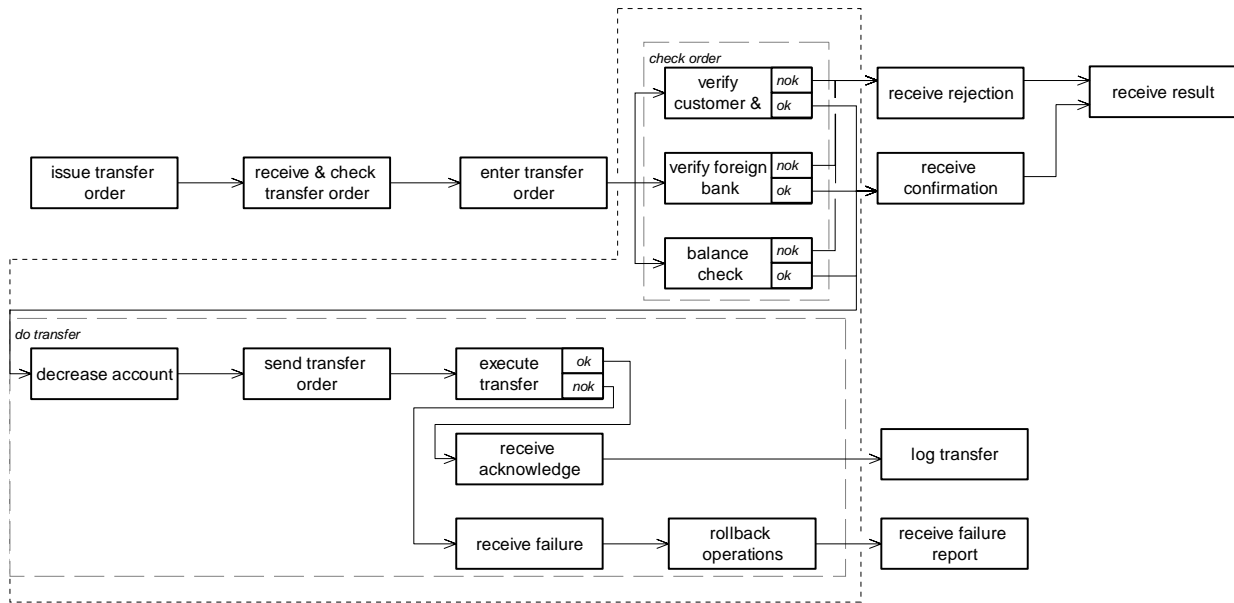 check order
verify
customer &
nok
ok
receive rejection
receive result
issue transfer
order
receive & check
transfer order
enter transfer
order
verify foreign
bank
nok
ok
receive
confirmation
balance
check
nok
ok
do transfer
decrease account
send transfer
order
execute
transfer
ok
nok
receive
acknowledge
log transfer
receive failure
rollback
operations
receive failure
report